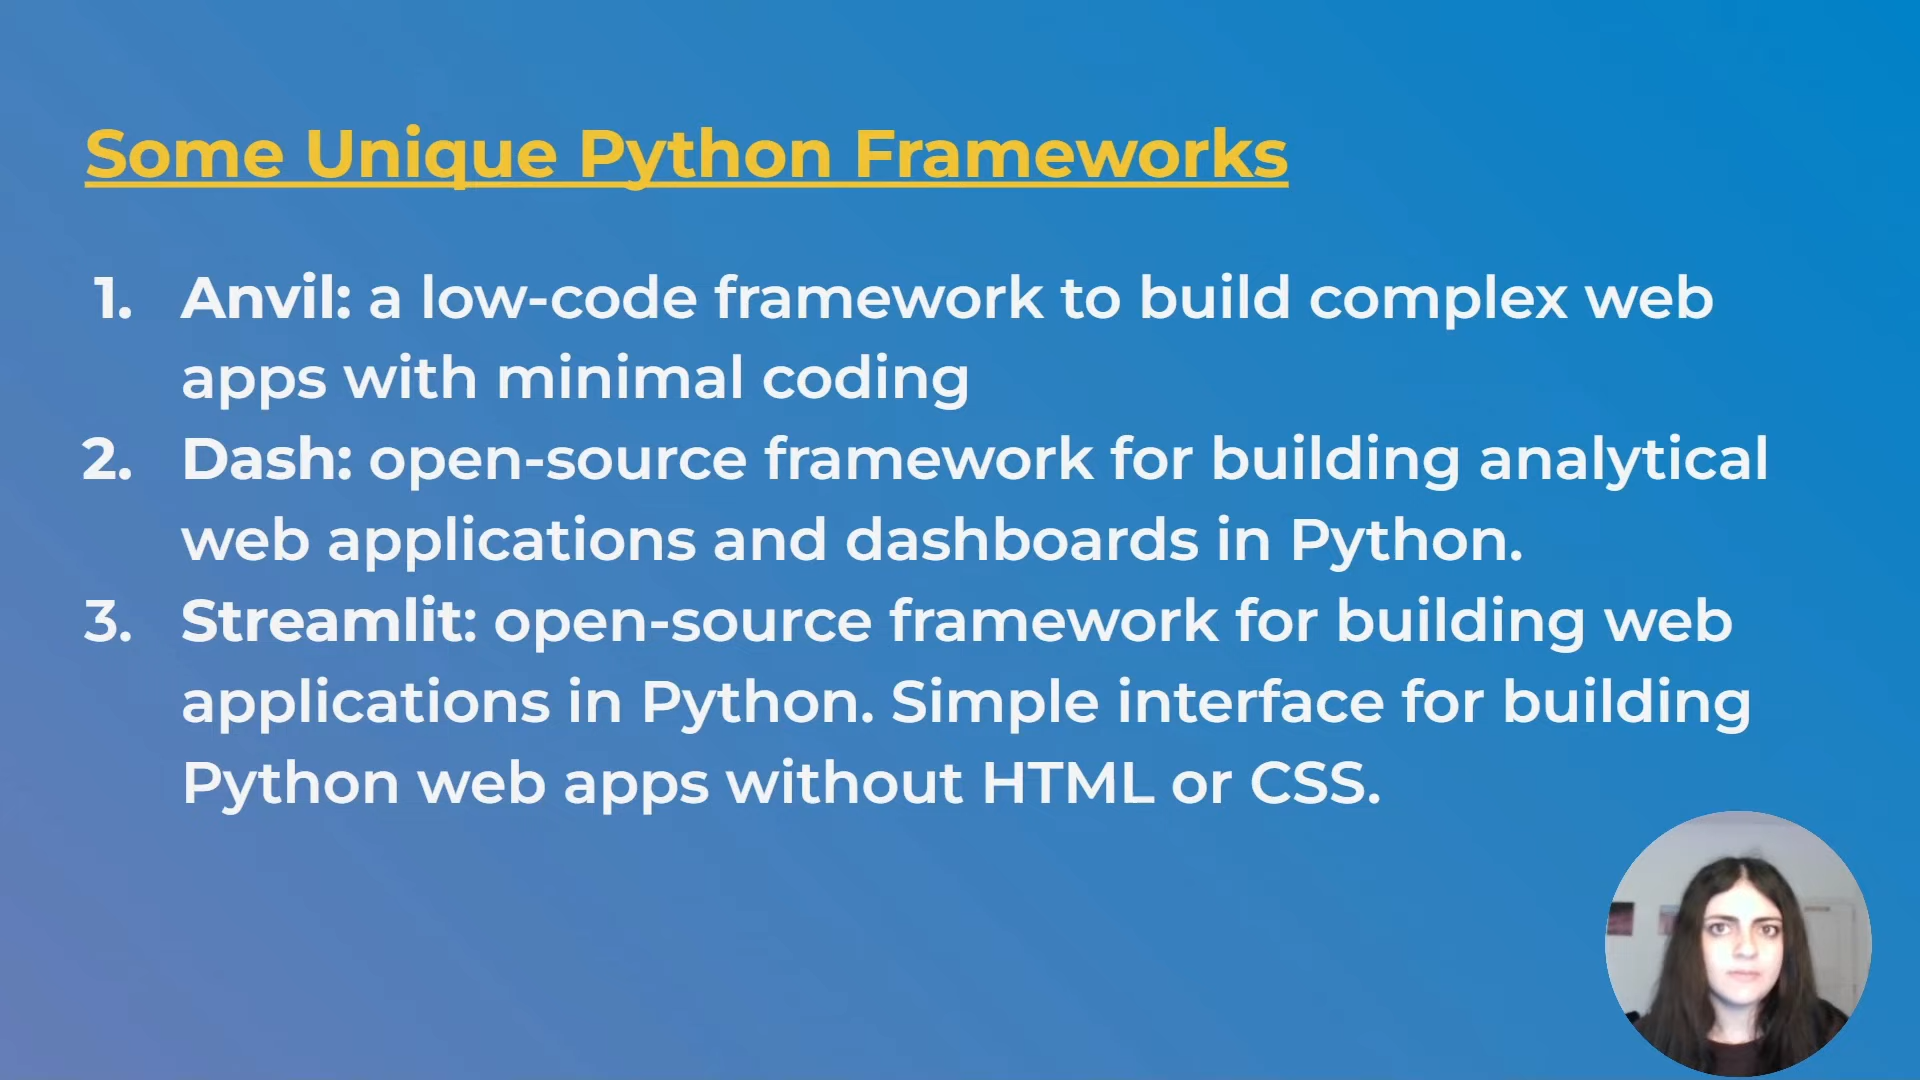 Some Unique Python Frameworks
1. Anvil: a low-code framework to build complex web
apps with minimal coding
2. Dash: open-source framework for building analytical
web applications and dashboards in Python.
3. Streamlit: open-source framework for building web
applications in Python. Simple interface for building
Python web apps without HTML or CSS.